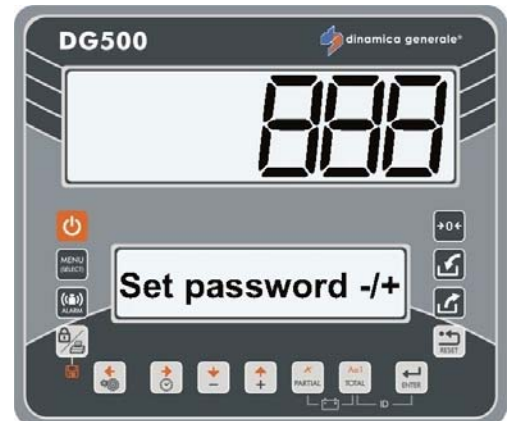 DG500
dinamica generale®
888
Set password -/+
→0←
MENU
(SELECT)
ALARM
RESET
PARTIAL
TOTAL
ENTER
ID